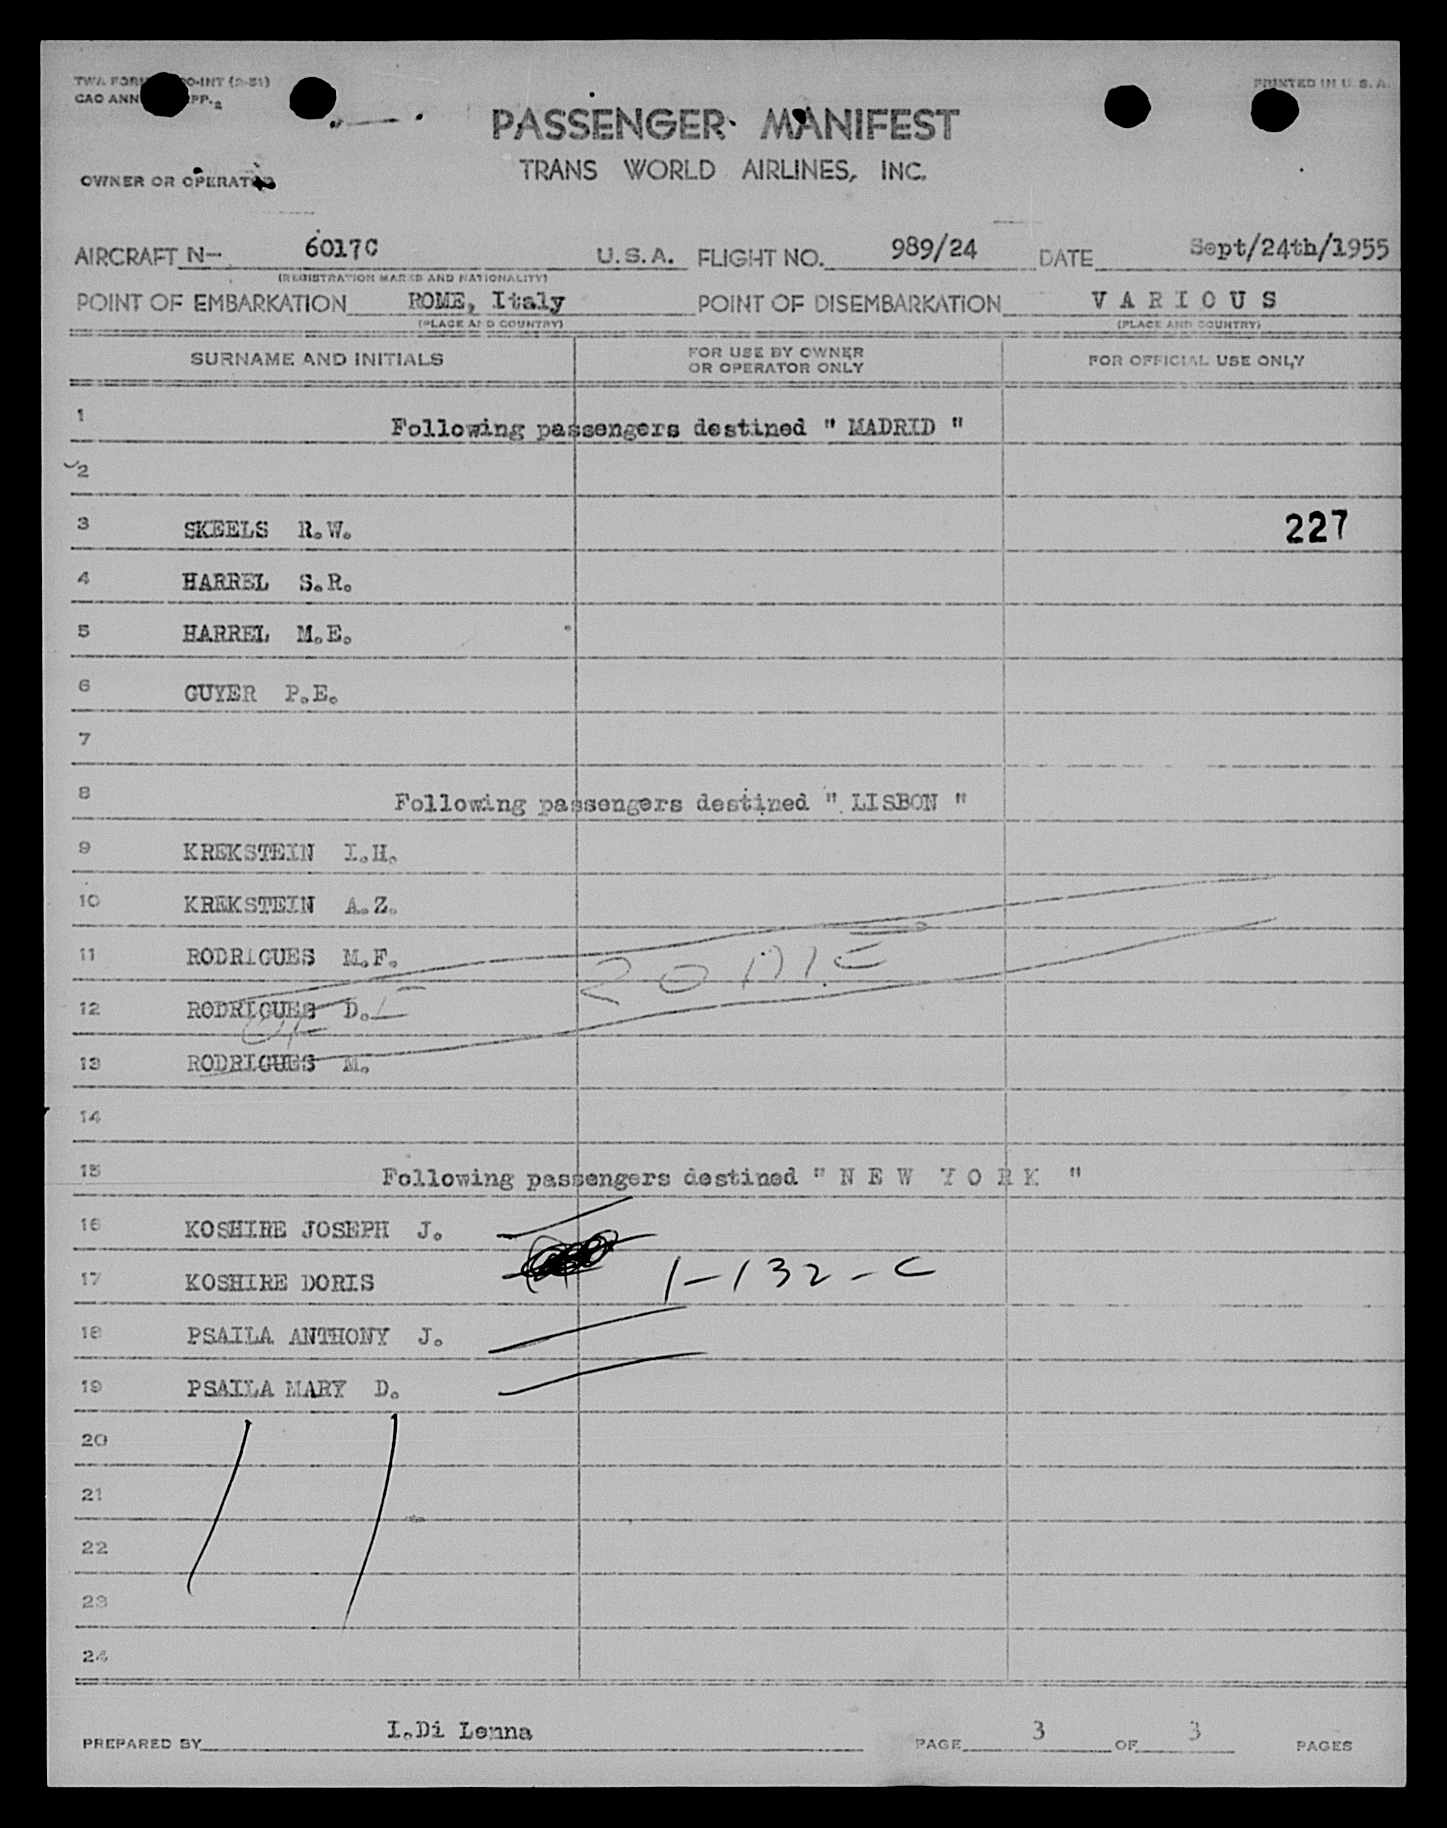 PRINTED IN U. S. A.
PASSENGER MANIFEST
TRANS WORLD AIRLINES, INC.
OWNER OR OPERATOR
AIRCRAFT N- 6017C U.S.A. FLIGHT NO. 989/24 DATE Sept/24th/1955
(REGISTRATION MARKS AND NATIONALITY)
POINT OF EMBARKATION ROME, Italy POINT OF DISEMBARKATION V A R I O U S
(PLACE AND COUNTRY) (PLACE AND COUNTRY)
SURNAME AND INITIALS FOR USE BY OWNER OR OPERATOR ONLY FOR OFFICIAL USE ONLY
1 Following passengers destined " MADRID "
2
3 SKEELS R.W. 227
4 HARREL S.R.
5 HARREL M.E.
6 GUYER P.E.
7
8 Following passengers destined " LISBON "
9 KREKSTEIN I.H.
10 KREKSTEIN A.Z.
11 RODRIGUES M.F.
12 RODRIGUES D.
13 RODRIGUES M.
14
15 Following passengers destined " N E W Y O R K "
16 KOSHIRE JOSEPH J.
17 KOSHIRE DORIS 1-132-C
18 PSAILA ANTHONY J.
19 PSAILA MARY D.
20
21
22
23
24
PREPARED BY I.Di Lenna PAGE 3 OF 3 PAGES